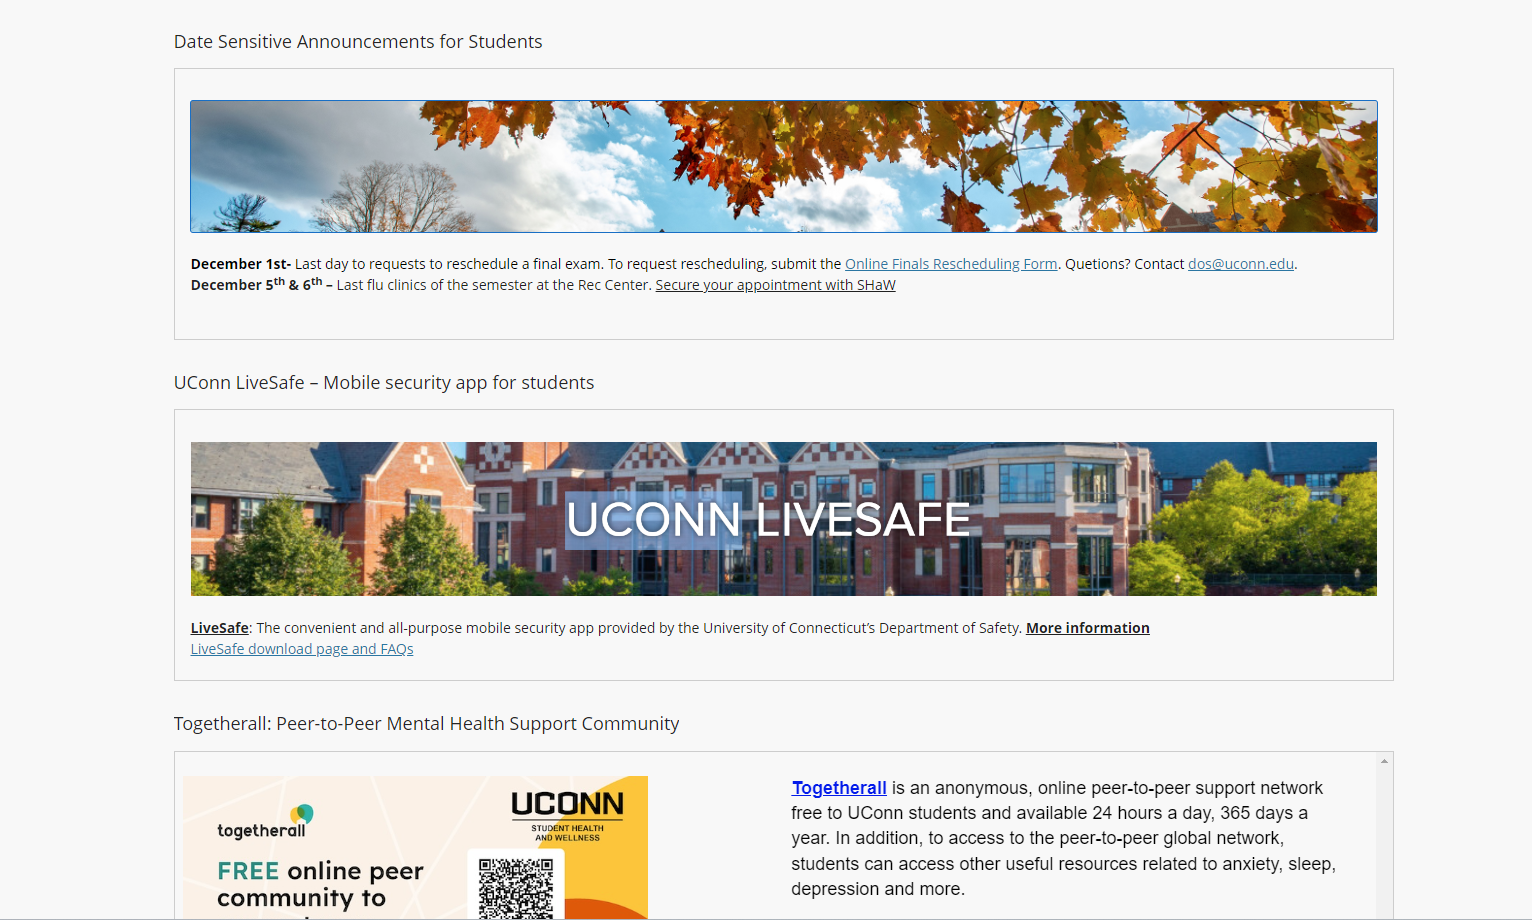 Date Sensitive Announcements for Students
December 1st- Last day to requests to reschedule a final exam. To request rescheduling, submit the Online Finals Rescheduling Form. Quetions? Contact dos@uconn.edu.
December 5th & 6th – Last flu clinics of the semester at the Rec Center. Secure your appointment with SHaW
UConn LiveSafe – Mobile security app for students
UCONN LIVESAFE
LiveSafe: The convenient and all-purpose mobile security app provided by the University of Connecticut’s Department of Safety. More information
LiveSafe download page and FAQs
Togetherall: Peer-to-Peer Mental Health Support Community
togetherall
UCONN
STUDENT HEALTH
AND WELLNESS
FREE online peer
community to
Togetherall is an anonymous, online peer-to-peer support network
free to UConn students and available 24 hours a day, 365 days a
year. In addition, to access to the peer-to-peer global network,
students can access other useful resources related to anxiety, sleep,
depression and more.